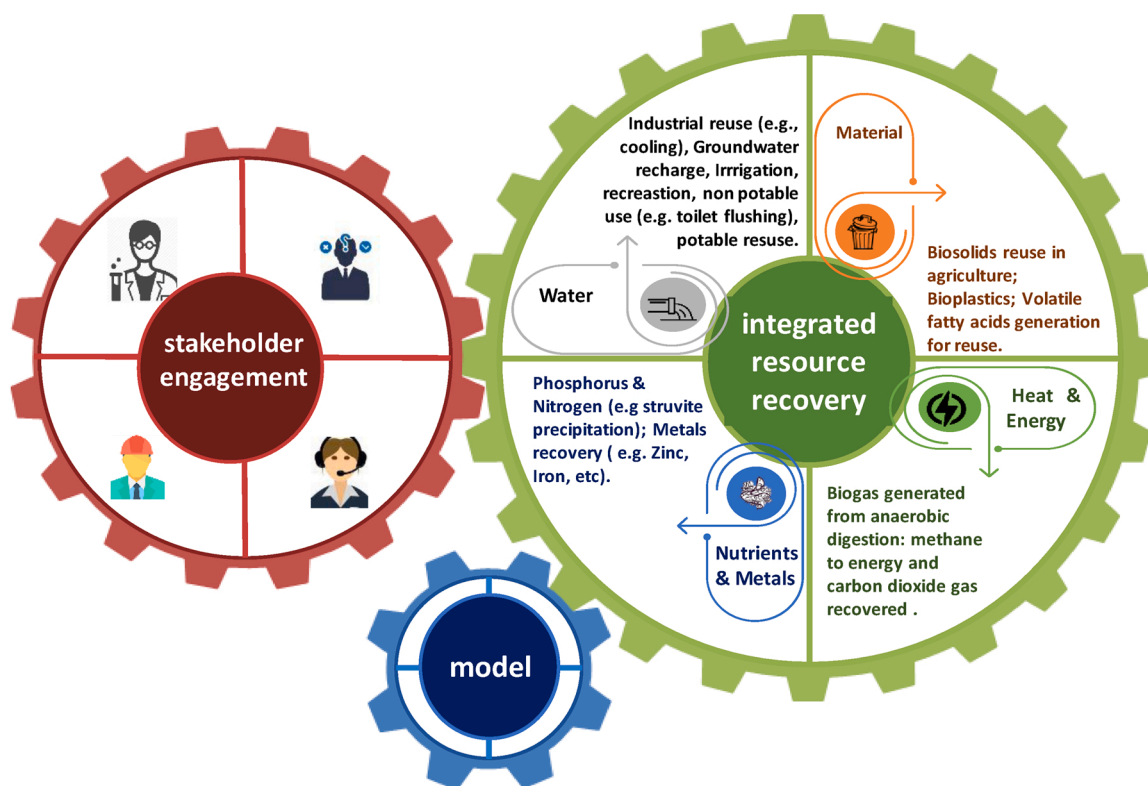 stakeholder
engagement
Industrial reuse (e.g.,
cooling), Groundwater
recharge, Irrrigation,
recreastion, non potable
use (e.g. toilet flushing),
potable resuse.
Water
Material
Biosolids reuse in
agriculture;
Bioplastics; Volatile
fatty acids generation
for reuse.
integrated
resource
recovery
Phosphorus &
Nitrogen (e.g struvite
precipitation); Metals
recovery ( e.g. Zinc,
Iron, etc).
Nutrients
& Metals
Heat &
Energy
Biogas generated
from anaerobic
digestion: methane
to energy and
carbon dioxide gas
recovered .
model